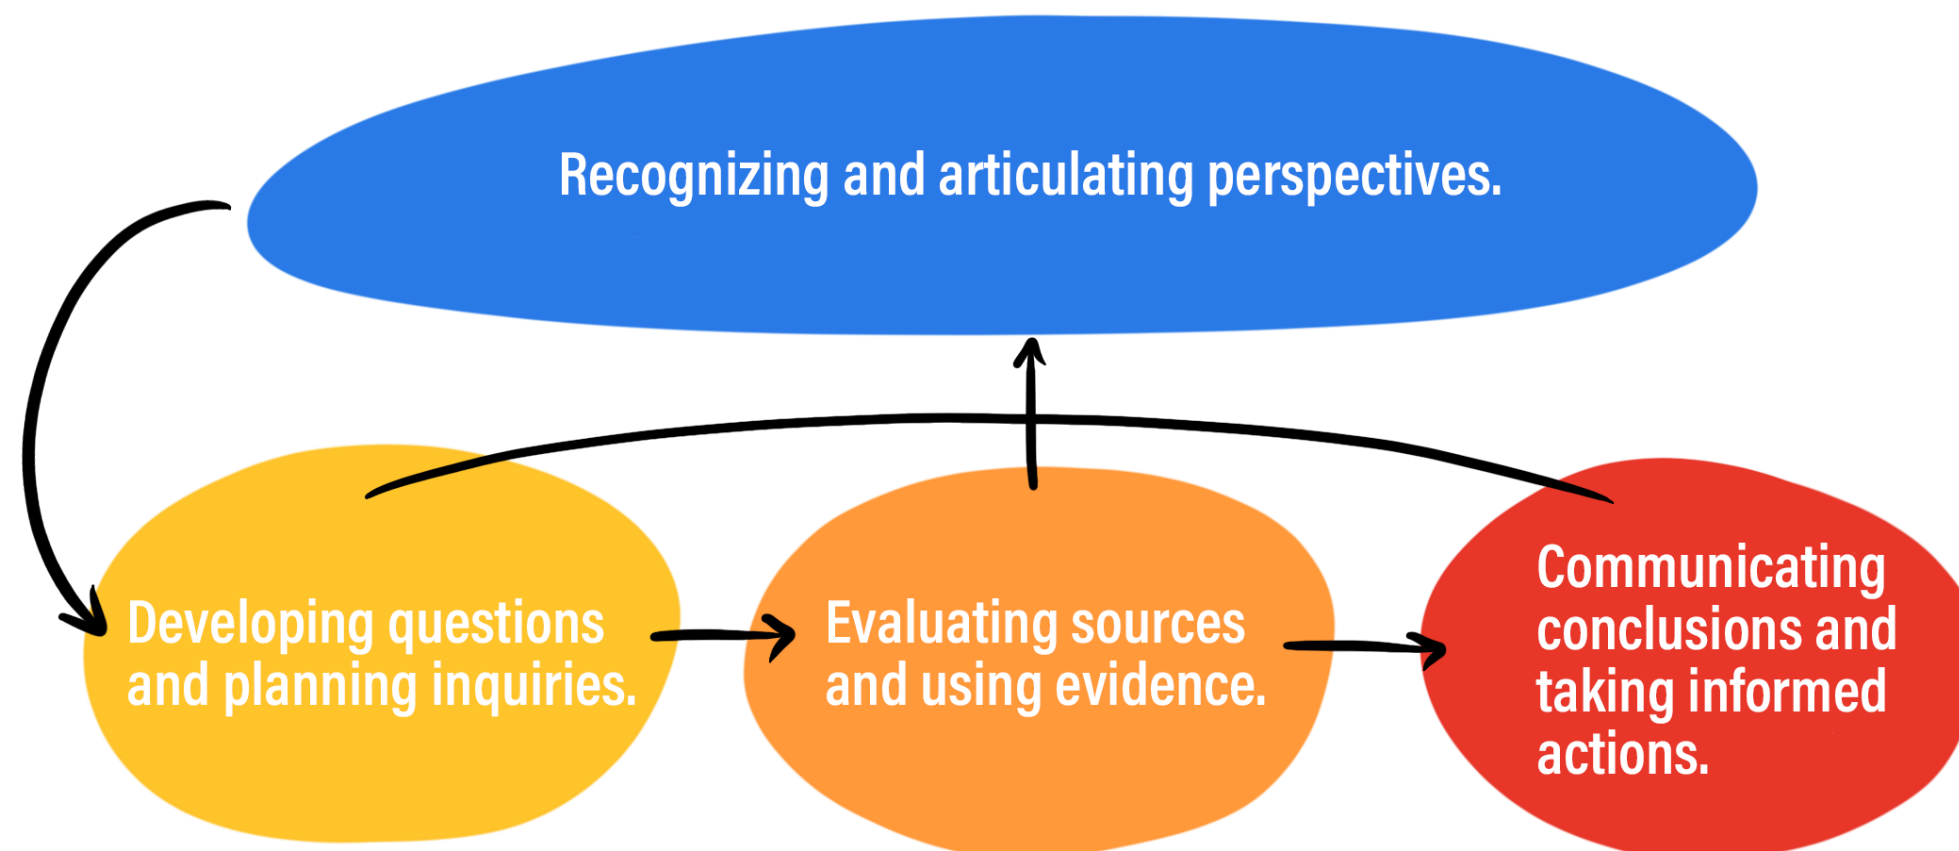 Recognizing and articulating perspectives.
Developing questions
and planning inquiries.
Evaluating sources
and using evidence.
Communicating
conclusions and
taking informed
actions.